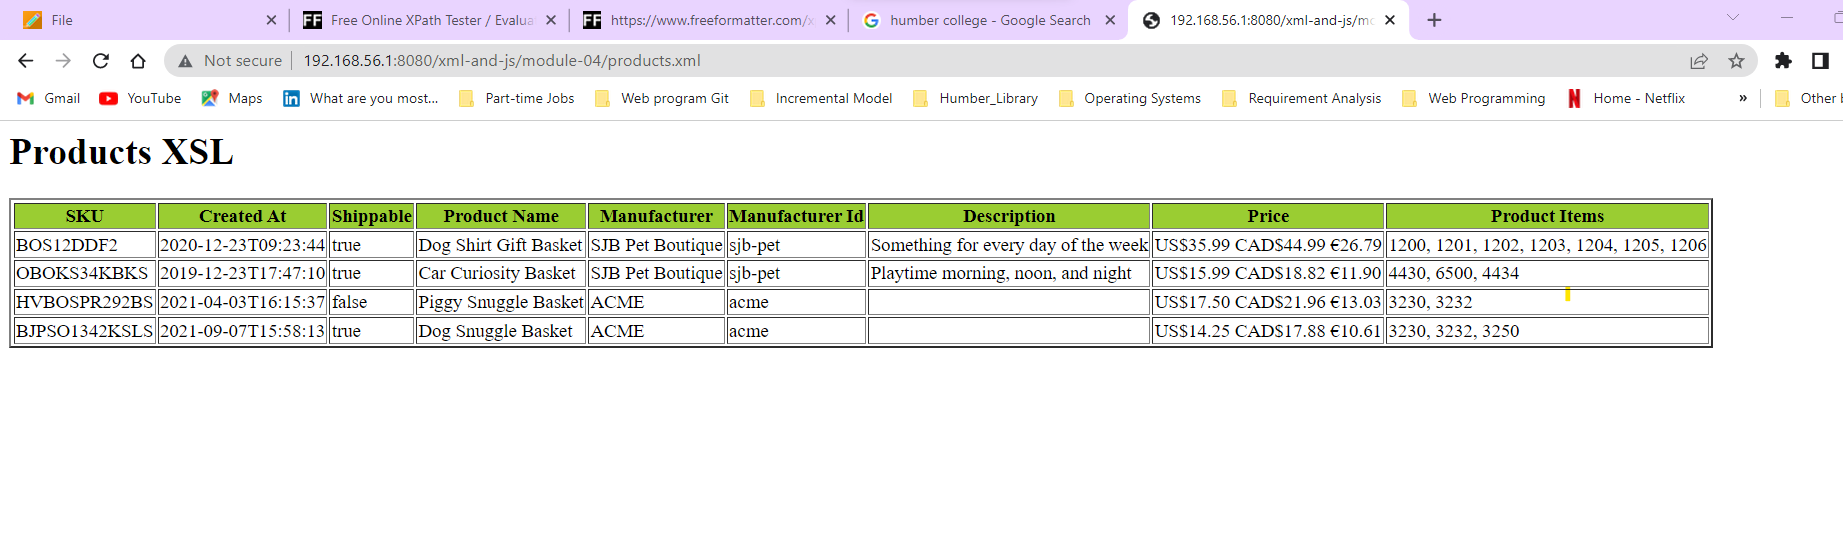 File
Free Online XPath Tester / Evalua
https://www.freeformatter.com/x
humber college - Google Search
192.168.56.1:8080/xml-and-js/mo
Not secure 192.168.56.1:8080/xml-and-js/module-04/products.xml
Gmail YouTube Maps What are you most... Part-time Jobs Web program Git Incremental Model Humber_Library Operating Systems Requirement Analysis Web Programming Home - Netflix » Other
Products XSL
SKU Created At Shippable Product Name Manufacturer Manufacturer Id Description Price Product Items
BOS12DDF2 2020-12-23T09:23:44 true Dog Shirt Gift Basket SJB Pet Boutique sjb-pet Something for every day of the week US$35.99 CAD$44.99 €26.79 1200, 1201, 1202, 1203, 1204, 1205, 1206
OBOKS34KBKS 2019-12-23T17:47:10 true Car Curiosity Basket SJB Pet Boutique sjb-pet Playtime morning, noon, and night US$15.99 CAD$18.82 €11.90 4430, 6500, 4434
HVBOSPR292BS 2021-04-03T16:15:37 false Piggy Snuggle Basket ACME acme US$17.50 CAD$21.96 €13.03 3230, 3232
BJPSO1342KSLS 2021-09-07T15:58:13 true Dog Snuggle Basket ACME acme US$14.25 CAD$17.88 €10.61 3230, 3232, 3250